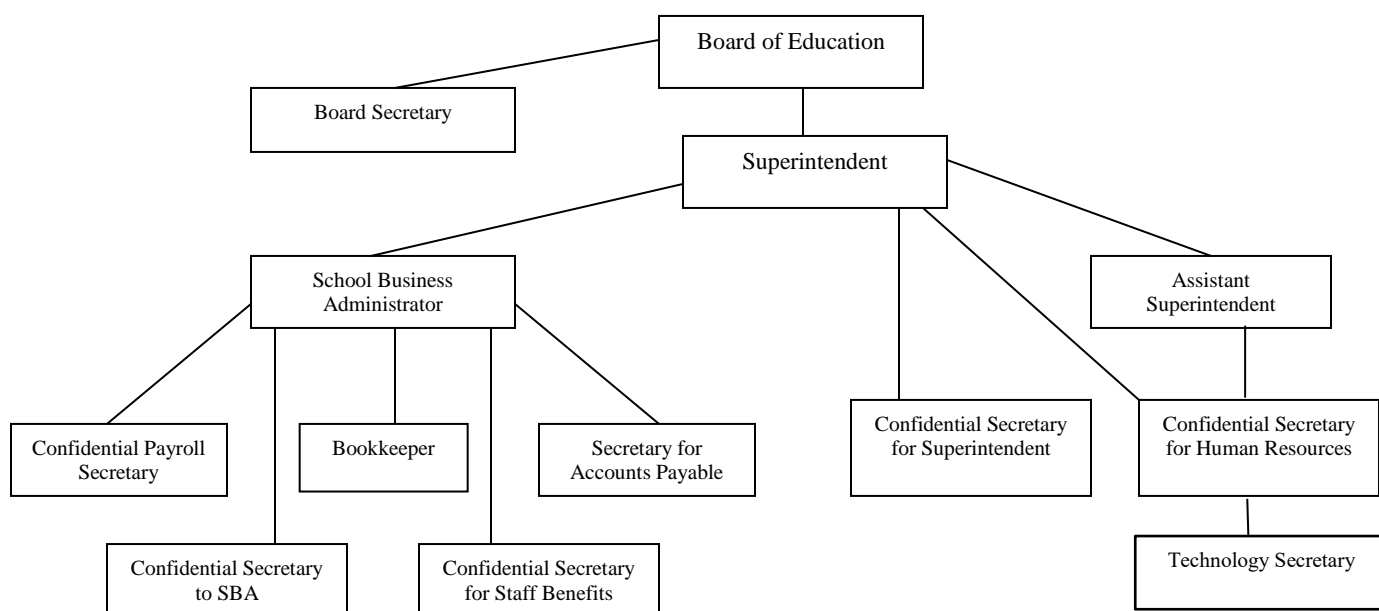 Board of Education
Board Secretary
Superintendent
School Business
Administrator
Assistant
Superintendent
Confidential Payroll
Secretary
Bookkeeper
Secretary for
Accounts Payable
Confidential Secretary
for Superintendent
Confidential Secretary
for Human Resources
Confidential Secretary
to SBA
Confidential Secretary
for Staff Benefits
Technology Secretary